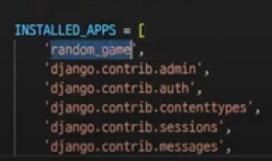 INSTALLED_APPS = [
'random_game',
'django.contrib.admin',
'django.contrib.auth',
'django.contrib.contenttypes',
'django.contrib.sessions',
'django.contrib.messages',